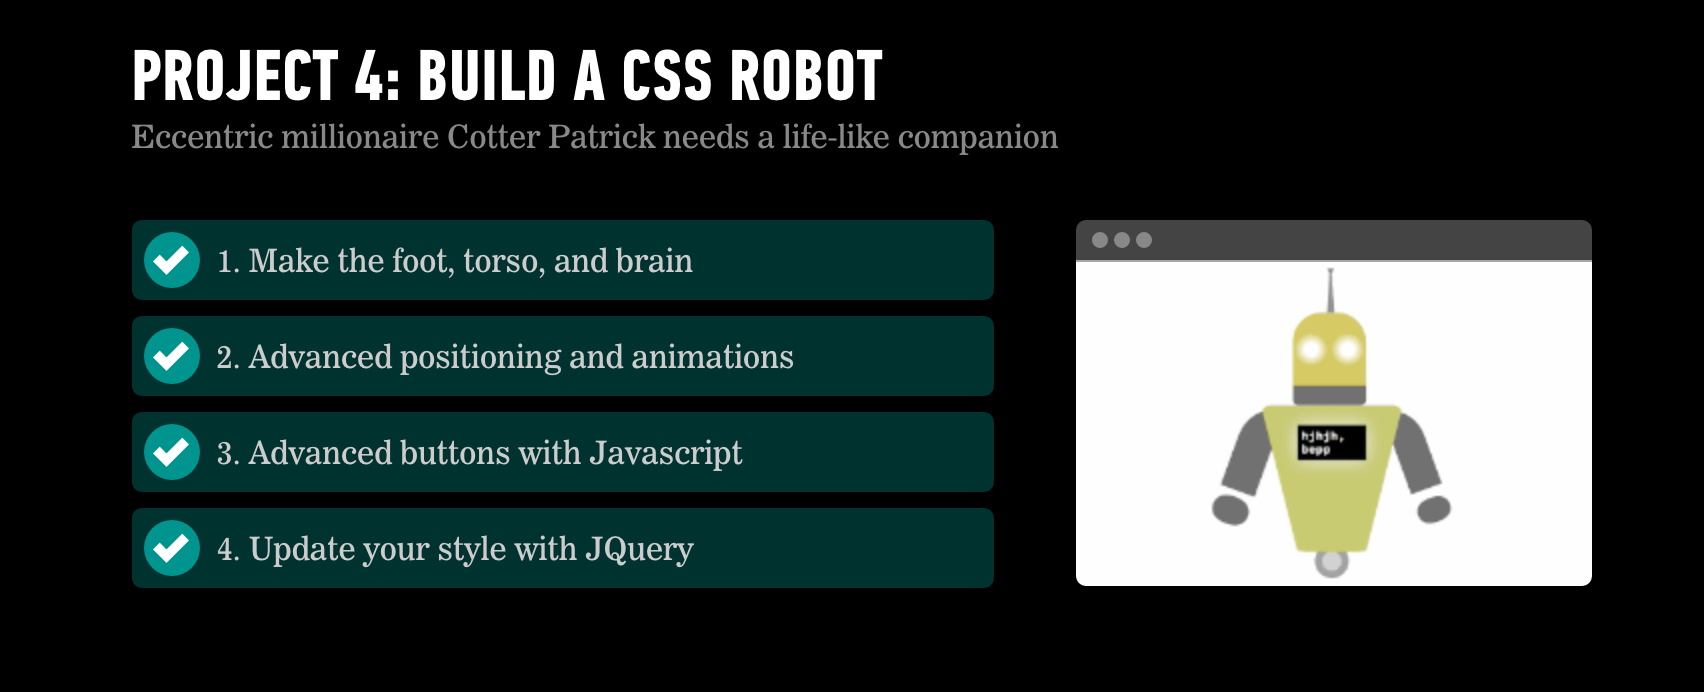 PROJECT 4: BUILD A CSS ROBOT
Eccentric millionaire Cotter Patrick needs a life-like companion
1. Make the foot, torso, and brain
2. Advanced positioning and animations
3. Advanced buttons with Javascript
4. Update your style with JQuery
hjhjh,
bepp